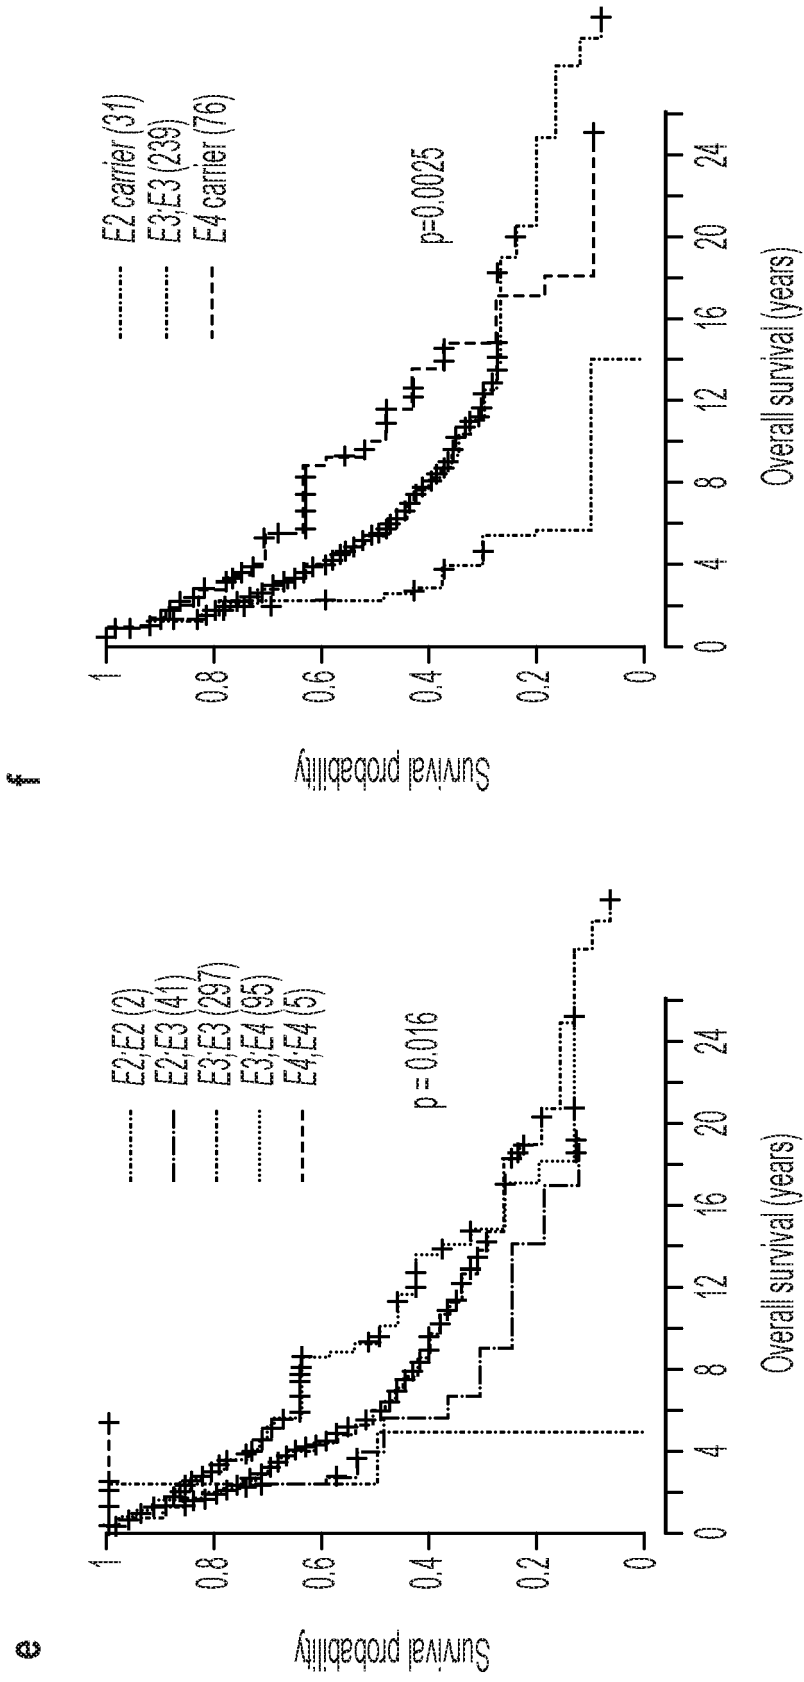 e
Survival probability
1
0.8
0.6
0.4
0.2
0
0
4
8
12
16
20
24
Overall survival (years)
E2;E2 (2)
E2;E3 (41)
E3;E3 (297)
E3;E4 (95)
E4;E4 (5)
p = 0.016
f
Survival probability
1
0.8
0.6
0.4
0.2
0
0
4
8
12
16
20
24
Overall survival (years)
E2 carrier (31)
E3;E3 (239)
E4 carrier (76)
p=0.0025